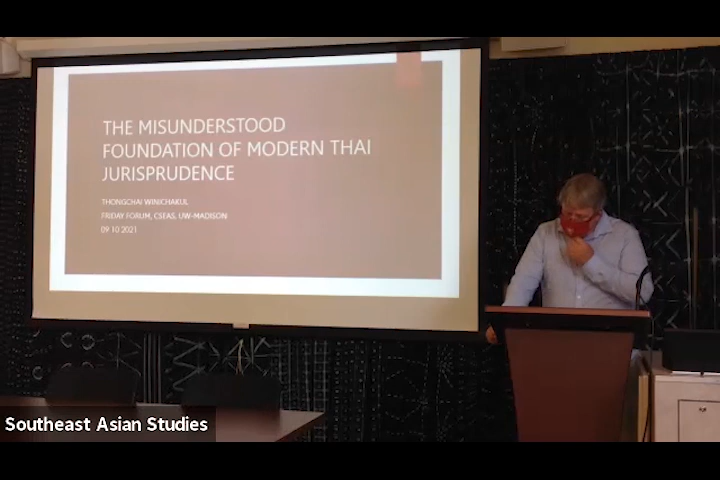 THE MISUNDERSTOOD
FOUNDATION OF MODERN THAI
JURISPRUDENCE
THONGCHAI WINICHAKUL
FRIDAY FORUM, CSEAS, UW-MADISON
09 10 2021
Southeast Asian Studies